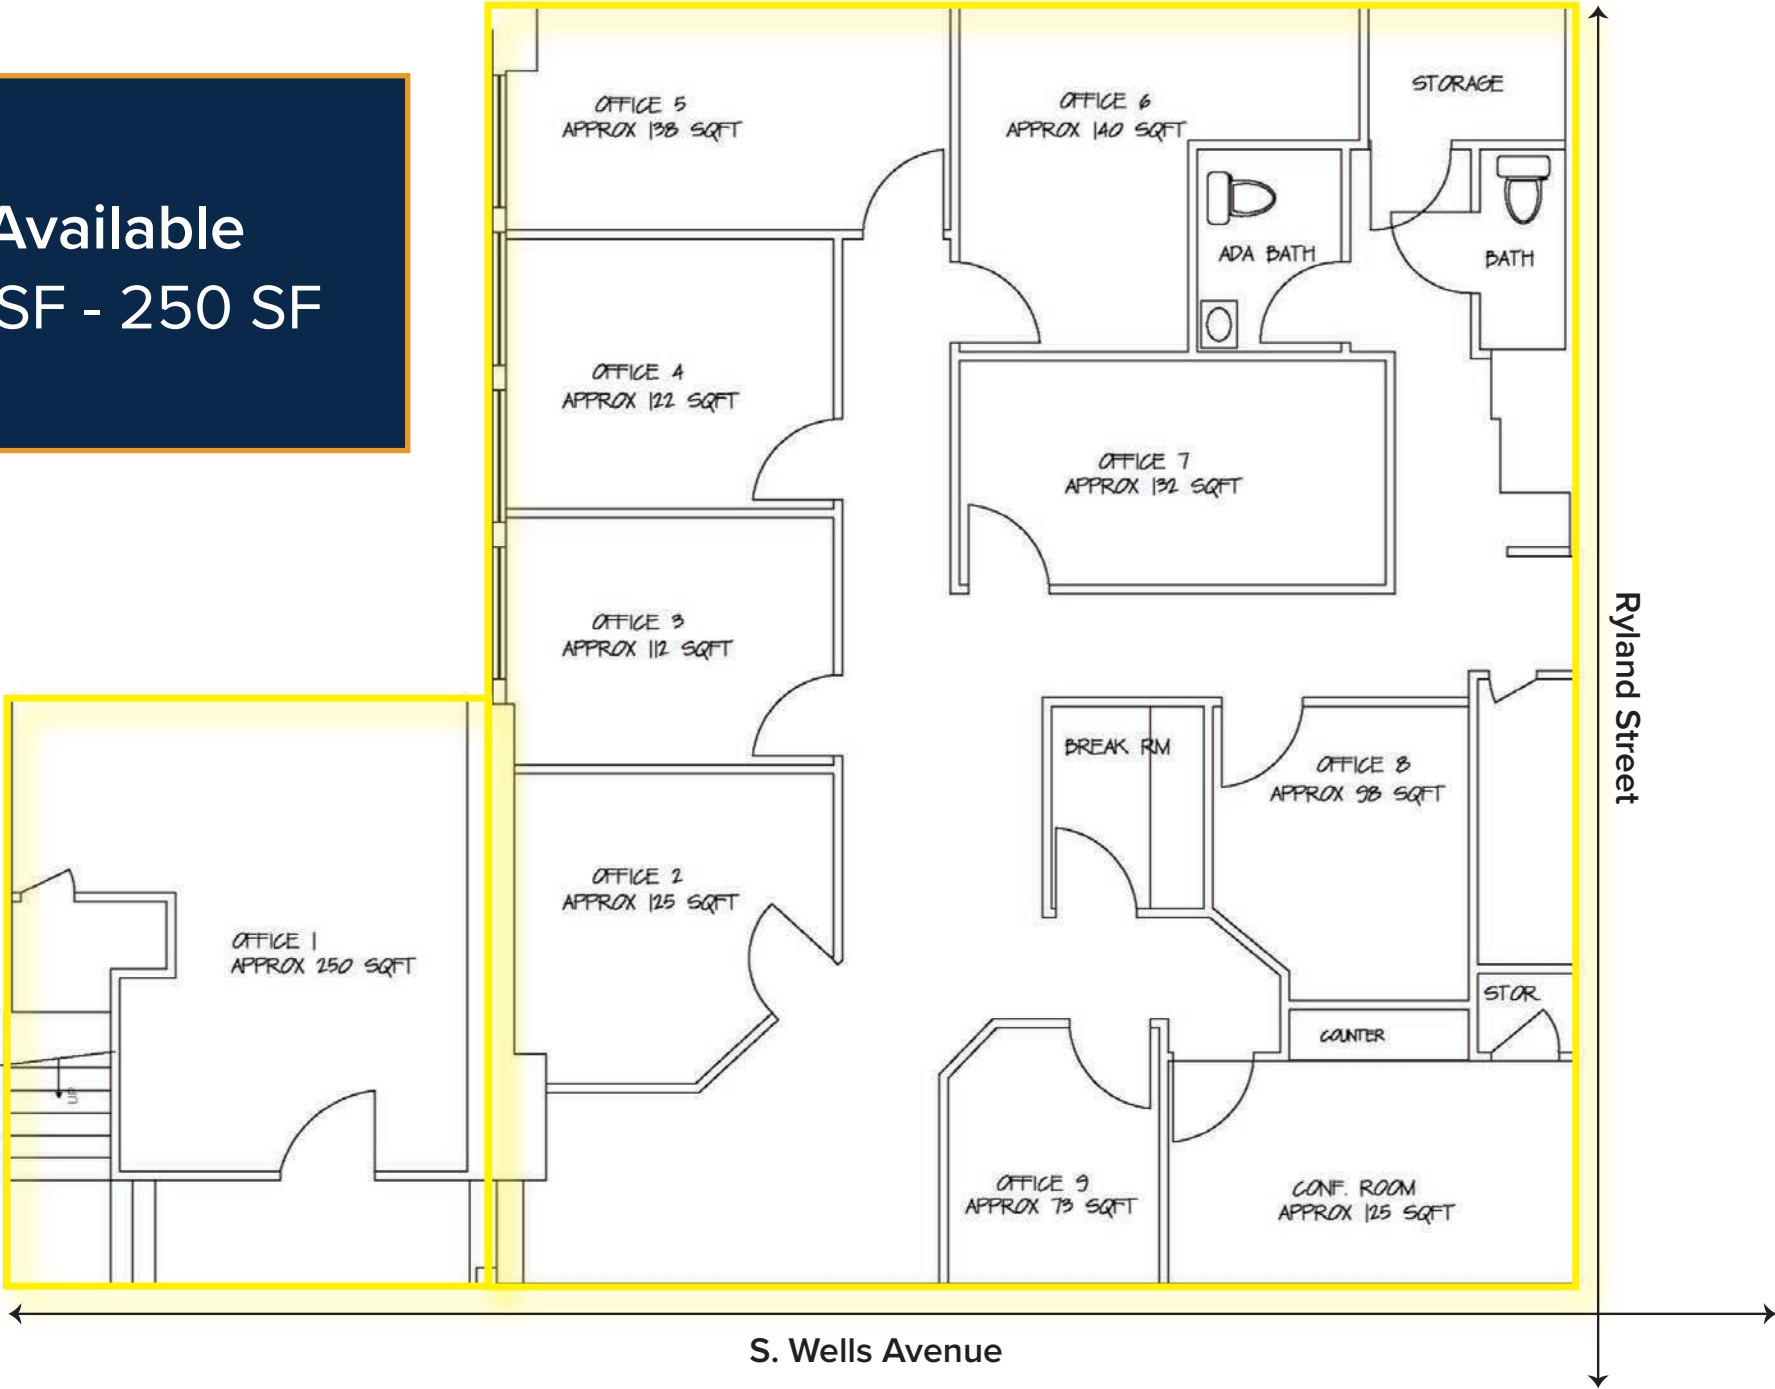 Available
SF - 250 SF
OFFICE 5
APPROX 138 SQFT
OFFICE 6
APPROX 140 SQFT
STORAGE
ADA BATH
BATH
OFFICE 4
APPROX 122 SQFT
OFFICE 7
APPROX 132 SQFT
OFFICE 3
APPROX 112 SQFT
BREAK RM
OFFICE 8
APPROX 98 SQFT
OFFICE 2
APPROX 125 SQFT
OFFICE 1
APPROX 250 SQFT
STOR
COUNTER
UP
OFFICE 9
APPROX 73 SQFT
CONF. ROOM
APPROX 125 SQFT
Ryland Street
S. Wells Avenue